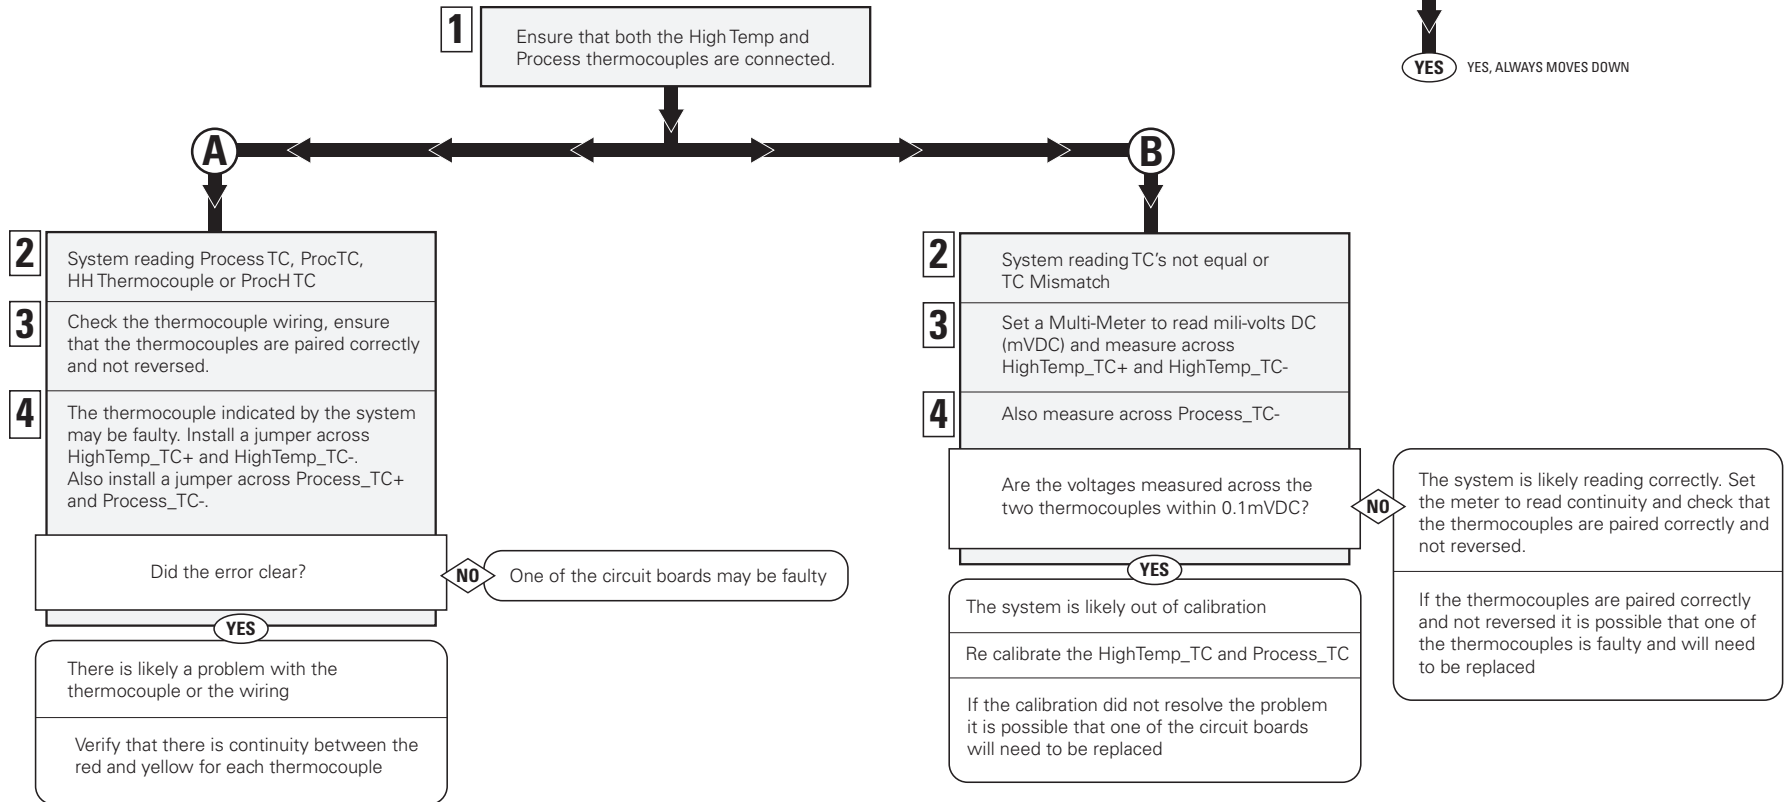 1
Ensure that both the High Temp and
Process thermocouples are connected.
YES
YES, ALWAYS MOVES DOWN
A
B
2
System reading Process TC, ProcTC,
HH Thermocouple or ProcH TC
3
Check the thermocouple wiring, ensure
that the thermocouples are paired correctly
and not reversed.
4
The thermocouple indicated by the system
may be faulty. Install a jumper across
HighTemp_TC+ and HighTemp_TC-.
Also install a jumper across Process_TC+
and Process_TC-.
Did the error clear?
NO
One of the circuit boards may be faulty
YES
There is likely a problem with the
thermocouple or the wiring
Verify that there is continuity between the
red and yellow for each thermocouple
2
System reading TC's not equal or
TC Mismatch
3
Set a Multi-Meter to read mili-volts DC
(mVDC) and measure across
HighTemp_TC+ and HighTemp_TC-
4
Also measure across Process_TC-
Are the voltages measured across the
two thermocouples within 0.1mVDC?
NO
The system is likely reading correctly. Set
the meter to read continuity and check that
the thermocouples are paired correctly and
not reversed.
If the thermocouples are paired correctly
and not reversed it is possible that one of
the thermocouples is faulty and will need
to be replaced
YES
The system is likely out of calibration
Re calibrate the HighTemp_TC and Process_TC
If the calibration did not resolve the problem
it is possible that one of the circuit boards
will need to be replaced